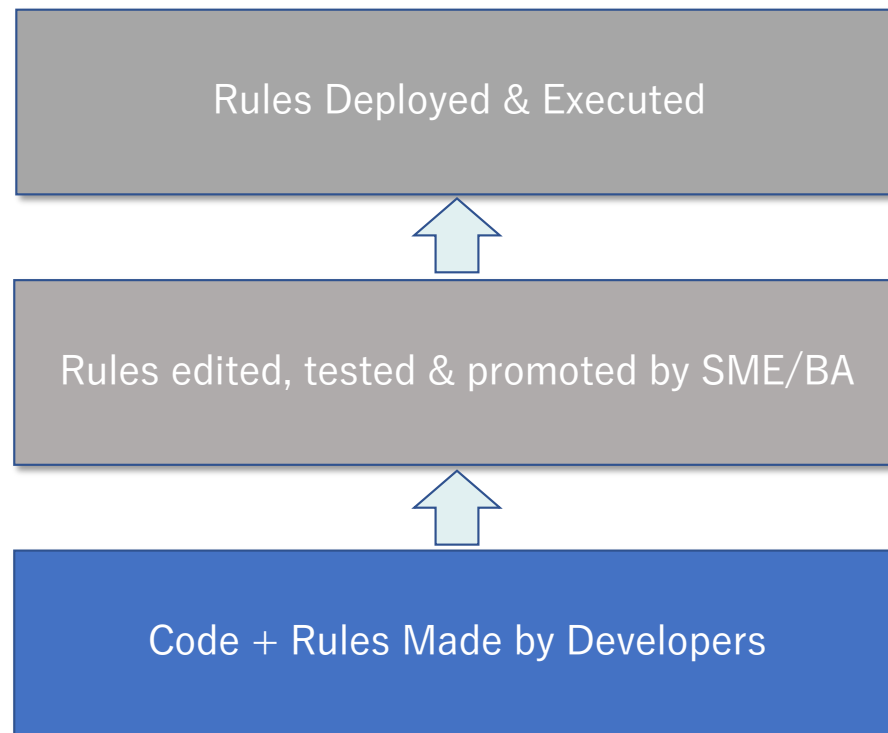 Rules Deployed & Executed
Rules edited, tested & promoted by SME/BA
Code + Rules Made by Developers